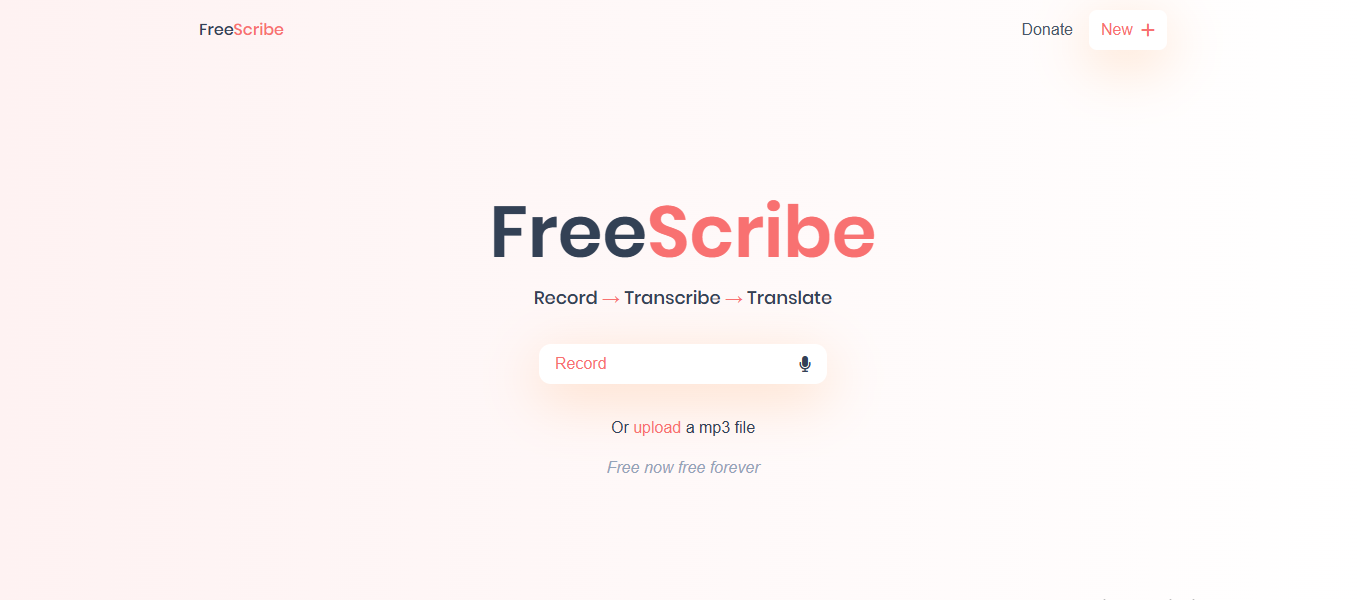 FreeScribe
Donate
New +
FreeScribe
Record → Transcribe → Translate
Record
Or upload a mp3 file
Free now free forever